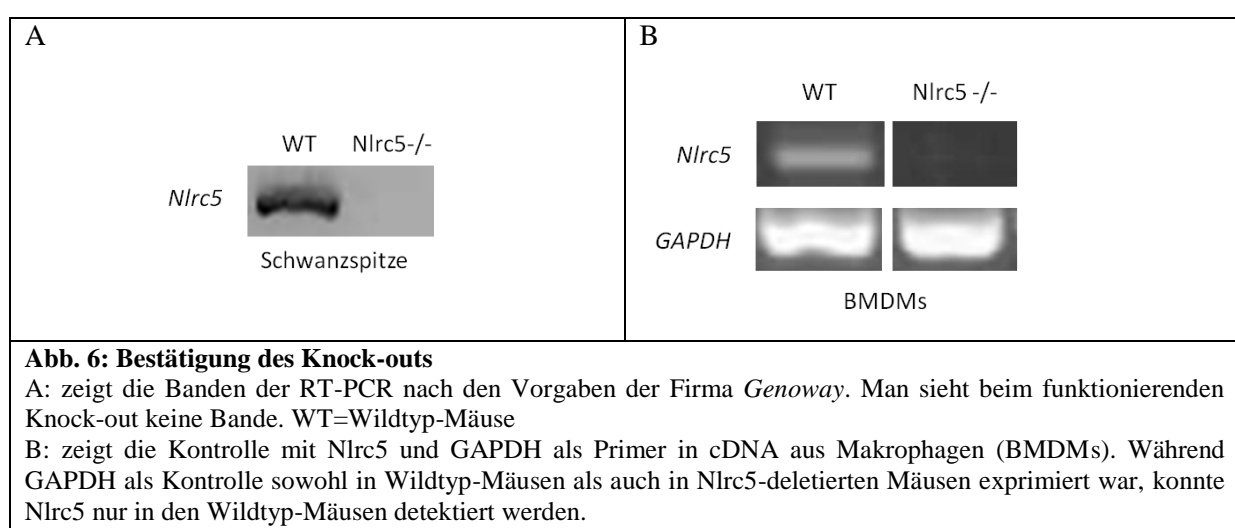 A
WT Nlrc5-/-
Nlrc5
Schwanzspitze
B
WT Nlrc5 -/-
Nlrc5
GAPDH
BMDMs
Abb. 6: Bestätigung des Knock-outs
A: zeigt die Banden der RT-PCR nach den Vorgaben der Firma Genoway. Man sieht beim funktionierenden
Knock-out keine Bande. WT=Wildtyp-Mäuse
B: zeigt die Kontrolle mit Nlrc5 und GAPDH als Primer in cDNA aus Makrophagen (BMDMs). Während
GAPDH als Kontrolle sowohl in Wildtyp-Mäusen als auch in Nlrc5-deletierten Mäusen exprimiert war, konnte
Nlrc5 nur in den Wildtyp-Mäusen detektiert werden.